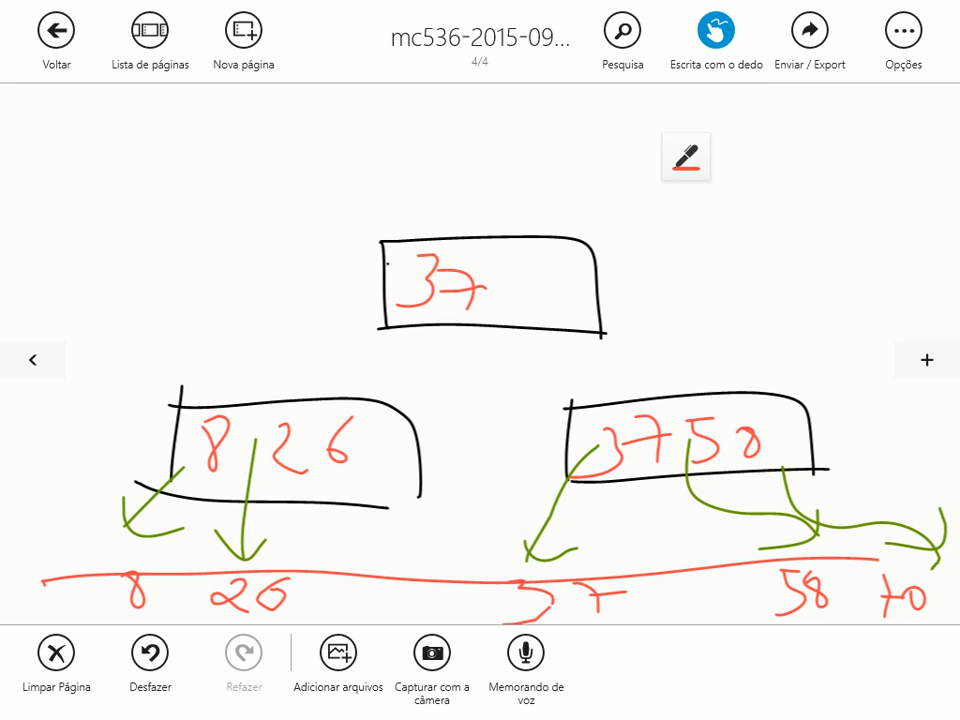 mc536-2015-09...
4/4
Voltar
Lista de páginas
Nova página
Pesquisa
Escrita com o dedo
Enviar / Export
Opções
37
8 26
37 58
8 26 37 58 70
Limpar Página
Desfazer
Refazer
Adicionar arquivos
Capturar com a
câmera
Memorando de
voz